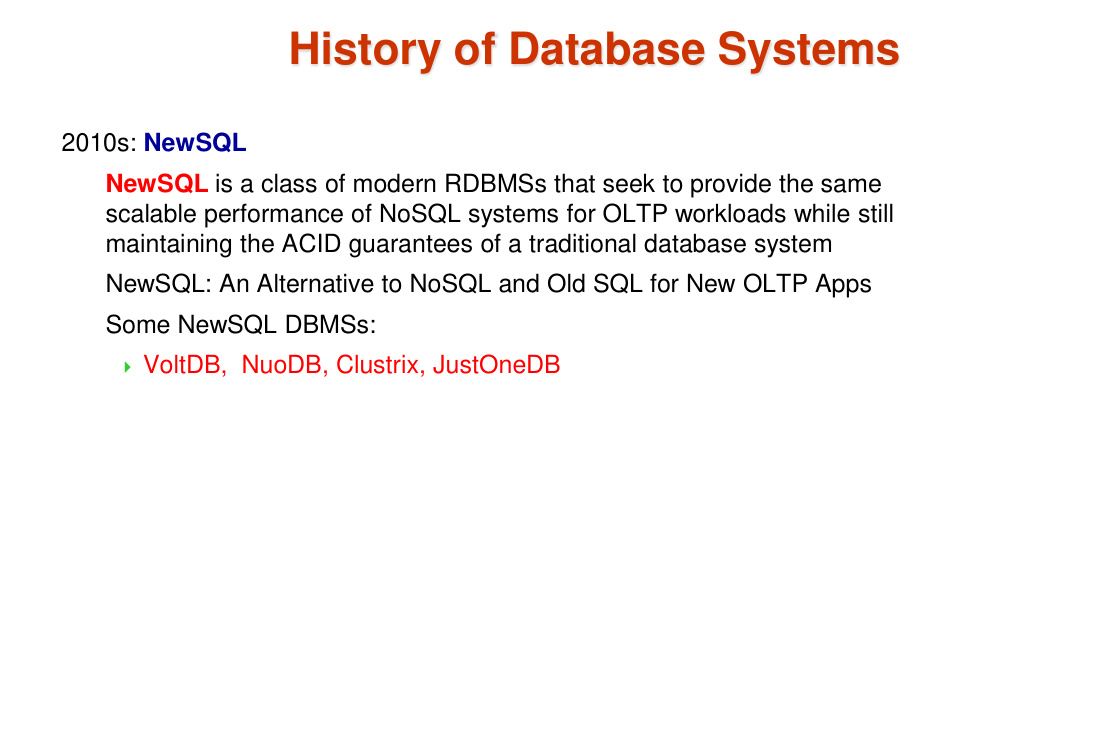 History of Database Systems
2010s: NewSQL
NewSQL is a class of modern RDBMSs that seek to provide the same
scalable performance of NoSQL systems for OLTP workloads while still
maintaining the ACID guarantees of a traditional database system
NewSQL: An Alternative to NoSQL and Old SQL for New OLTP Apps
Some NewSQL DBMSs:
VoltDB,  NuoDB, Clustrix, JustOneDB